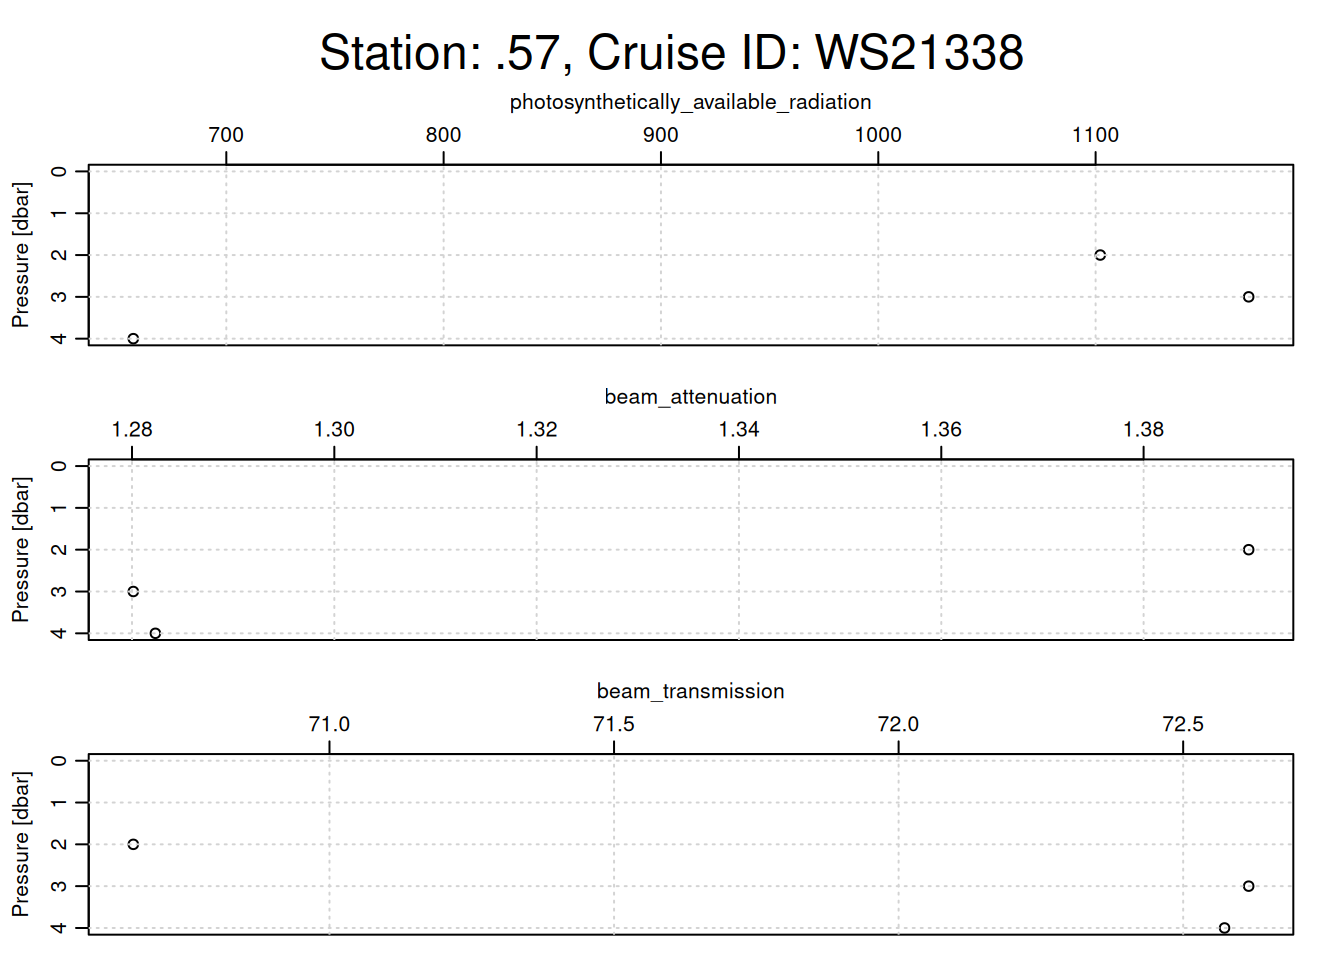 Station: .57, Cruise ID: WS21338
photosynthetically_available_radiation
700 800 900 1000 1100
Pressure [dbar]
0
1
2
3
4
beam_attenuation
1.28 1.30 1.32 1.34 1.36 1.38
Pressure [dbar]
0
1
2
3
4
beam_transmission
71.0 71.5 72.0 72.5
Pressure [dbar]
0
1
2
3
4